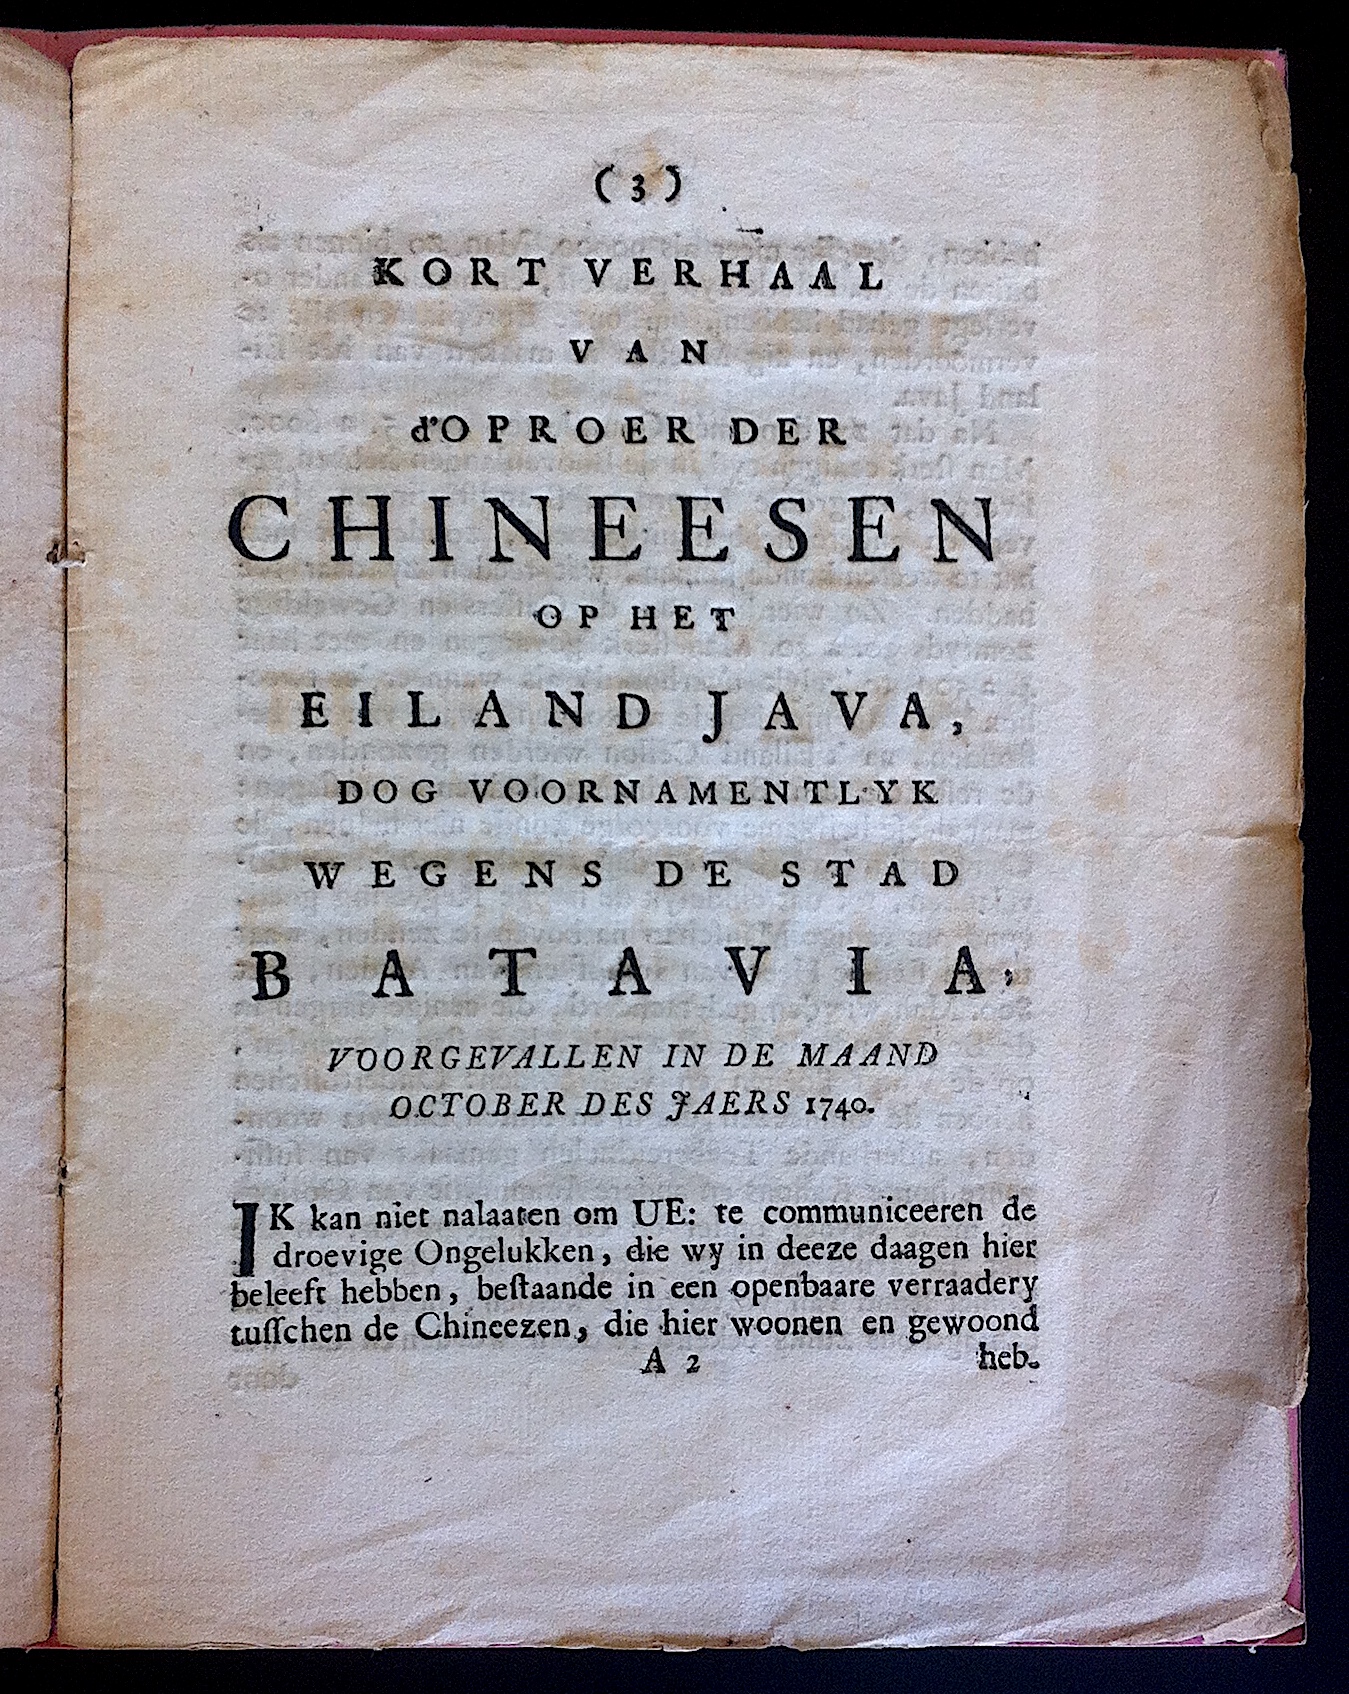 ( 3 )
KORT VERHAAL
VAN
d'OPROER DER
CHINEESEN
OP HET
EILAND JAVA,
DOG VOORNAMENTLYK
WEGENS DE STAD
BATAVIA,
VOORGEVALLEN IN DE MAAND
OCTOBER DES JAERS 1740.
IK kan niet nalaaten om UE: te communiceeren de
droevige Ongelukken, die wy in deeze daagen hier
beleeft hebben, beſtaande in een openbaare verraadery
tuſſchen de Chineezen, die hier woonen en gewoond
A 2 heb-